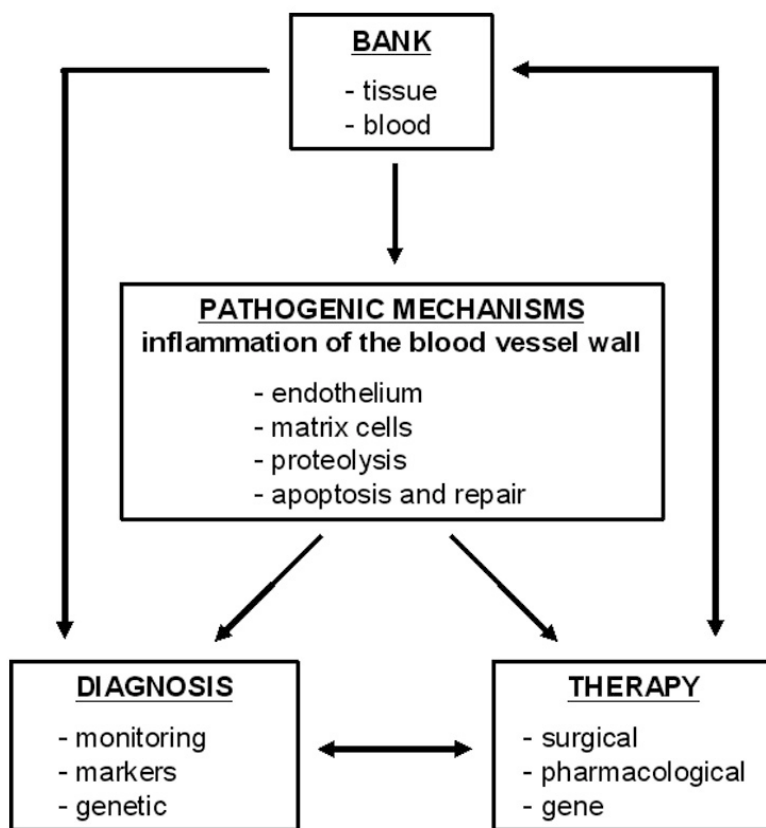 BANK
- tissue
- blood
PATHOGENIC MECHANISMS
inflammation of the blood vessel wall
- endothelium
- matrix cells
- proteolysis
- apoptosis and repair
DIAGNOSIS
- monitoring
- markers
- genetic
THERAPY
- surgical
- pharmacological
- gene